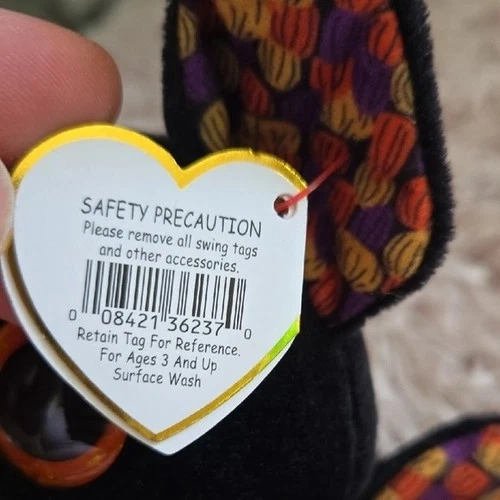 SAFETY PRECAUTION
Please remove all swing tags
and other accessories.
0 08421 36237 0
Retain Tag For Reference.
For Ages 3 And Up
Surface Wash